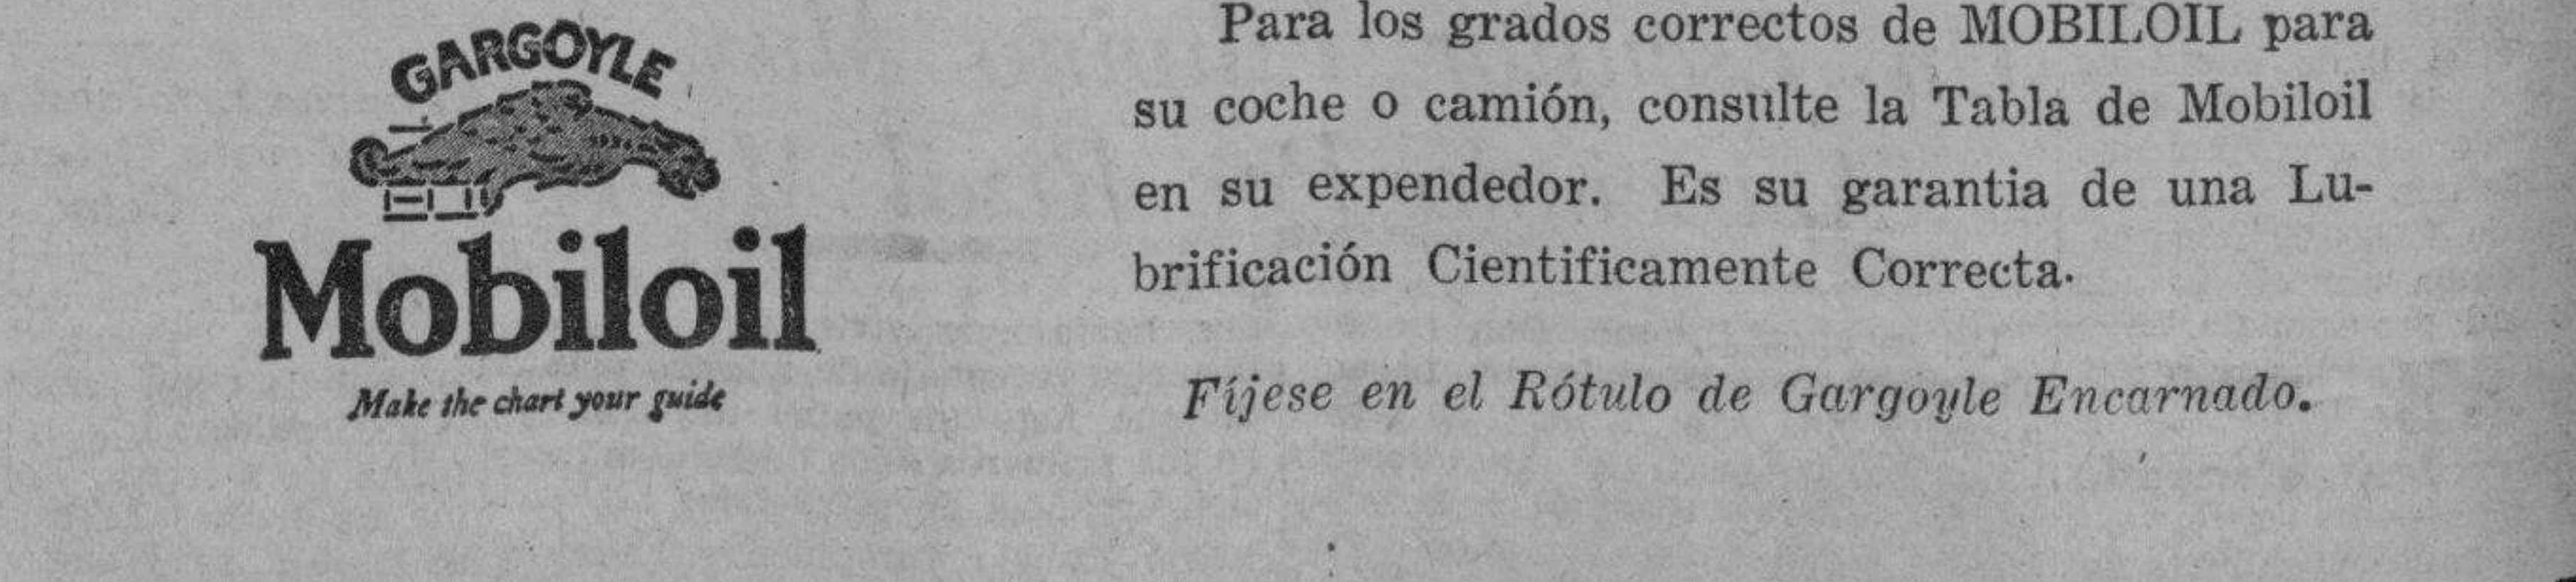 GARGOYLE
Mobiloil
Make the chart your guide
Para los grados correctos de MOBILOIL para
su coche o camión, consulte la Tabla de Mobiloil
en su expendedor. Es su garantia de una Lu-
brificación Cientificamente Correcta.
Fíjese en el Rótulo de Gargoyle Encarnado.